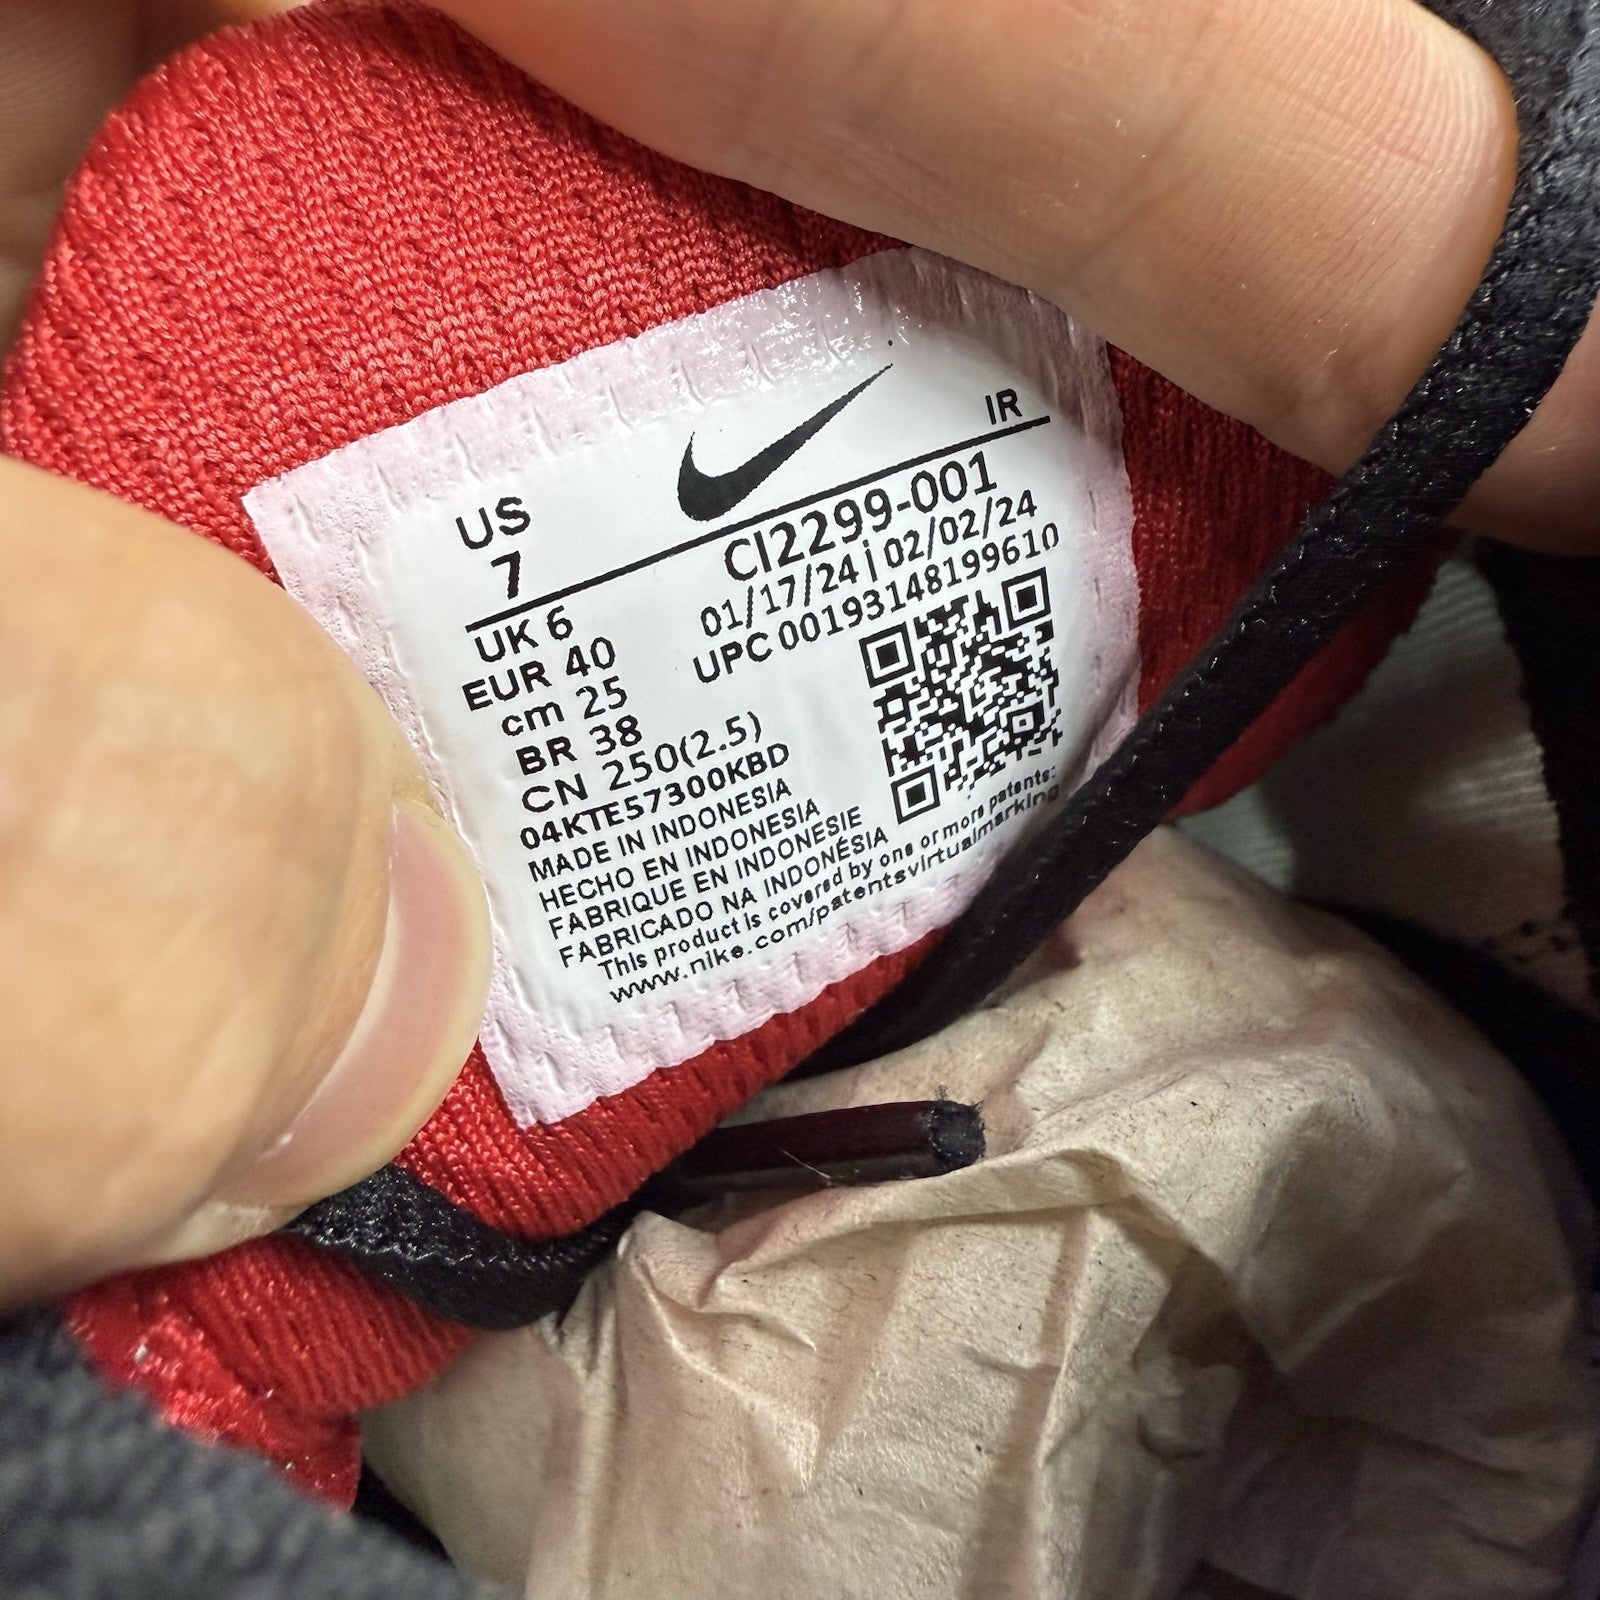 IR
US
7
CI2299-001
01/17/24 | 02/02/24
UPC 00193148199610
UK 6
EUR 40
cm 25
BR 38
CN 250(2.5)
04KTE57300KBD
MADE IN INDONESIA
HECHO EN INDONESIA
FABRIQUE EN INDONESIE
FABRICADO NA INDONÉSIA
This product is covered by one or more patents:
www.nike.com/patentsvirtualmarking